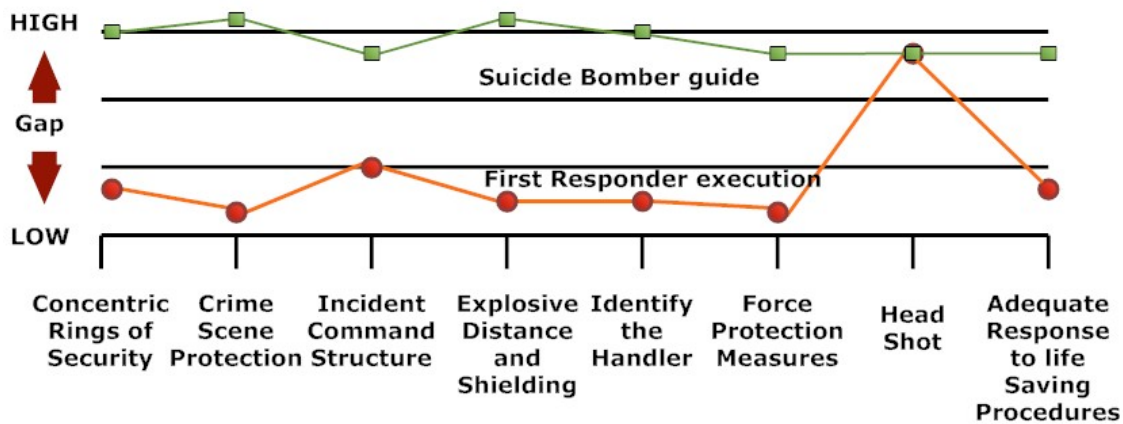 HIGH
Suicide Bomber guide
Gap
First Responder execution
LOW
Concentric
Rings of
Security
Crime
Scene
Protection
Incident
Command
Structure
Explosive
Distance
and
Shielding
Identify
the
Handler
Force
Protection
Measures
Head
Shot
Adequate
Response
to life
Saving
Procedures